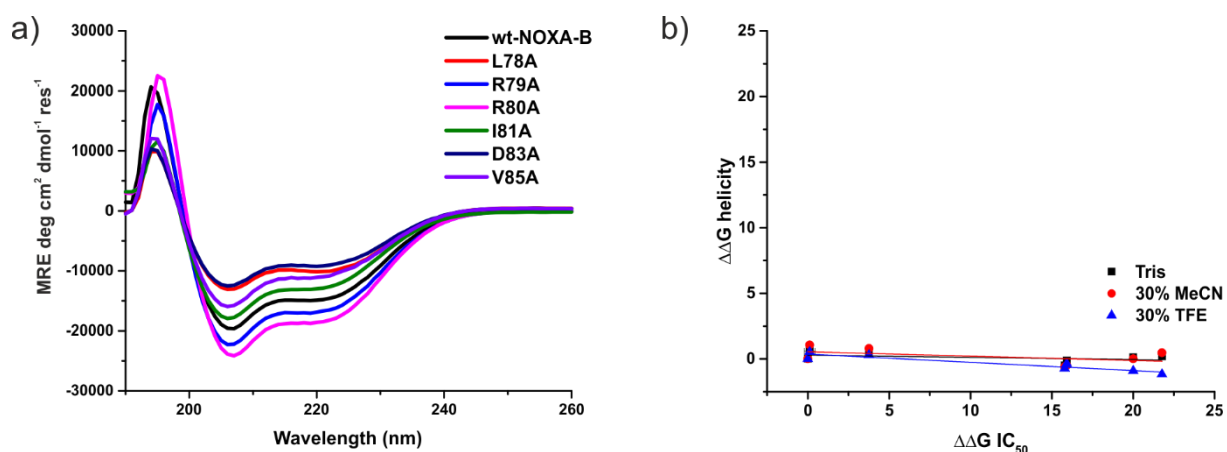 a)
30000
20000
10000
0
-10000
-20000
-30000
MRE deg cm² dmol⁻¹ res⁻¹
200
220
240
260
Wavelength (nm)
wt-NOXA-B
L78A
R79A
R80A
I81A
D83A
V85A
b)
25
20
15
10
5
0
ΔΔG helicity
0
5
10
15
20
25
ΔΔG IC₅₀
Tris
30% MeCN
30% TFE